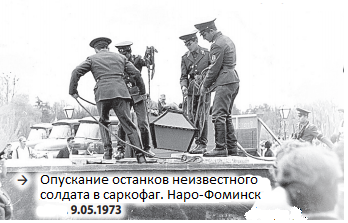 → Опускание останков неизвестного
солдата в саркофаг. Наро-Фоминск
9.05.1973